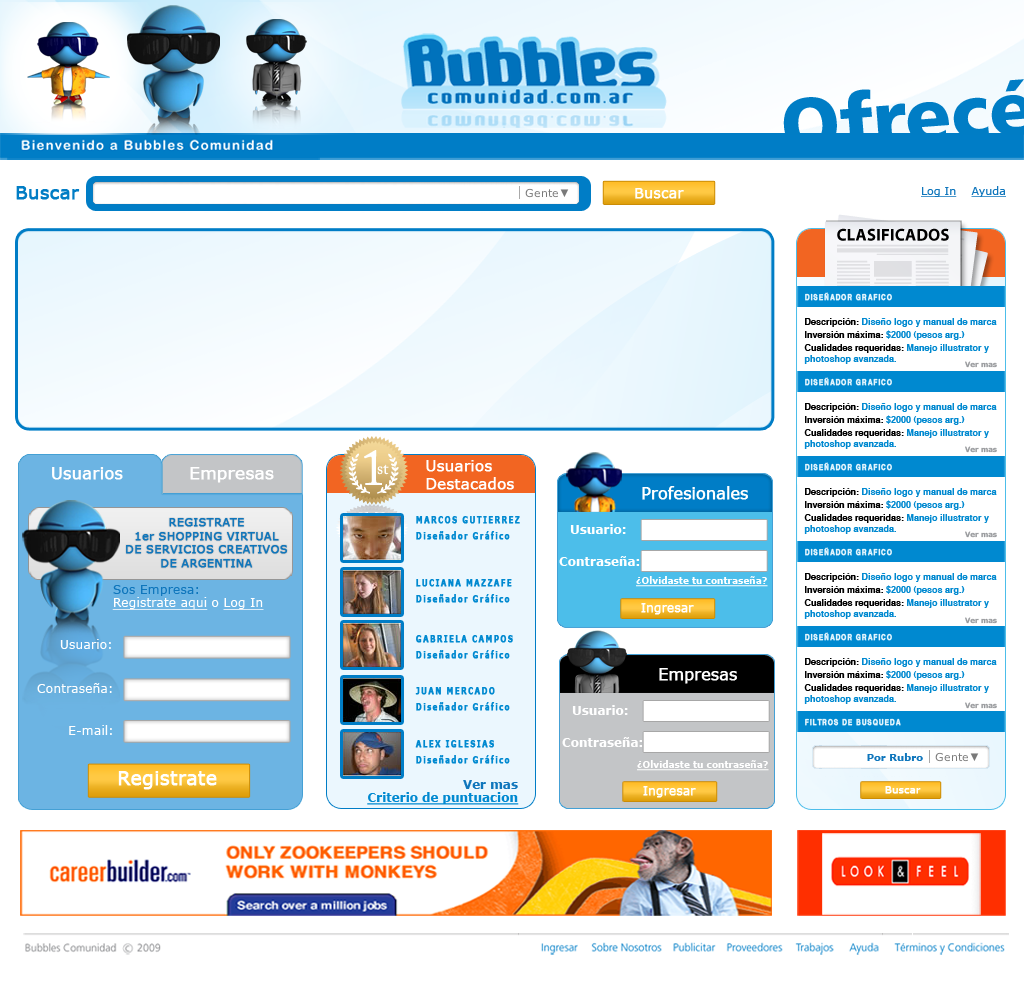 Bubbles
comunidad.com.ar
Ofrecé
Bienvenido a Bubbles Comunidad
Buscar
Gente▼
Buscar
Log In
Ayuda
CLASIFICADOS
DISEÑADOR GRAFICO
Descripción: Diseño logo y manual de marca
Inversión máxima: $2000 (pesos arg.)
Cualidades requeridas: Manejo illustrator y
photoshop avanzada.
Ver mas
DISEÑADOR GRAFICO
Descripción: Diseño logo y manual de marca
Inversión máxima: $2000 (pesos arg.)
Cualidades requeridas: Manejo illustrator y
photoshop avanzada.
Ver mas
DISEÑADOR GRAFICO
Descripción: Diseño logo y manual de marca
Inversión máxima: $2000 (pesos arg.)
Cualidades requeridas: Manejo illustrator y
photoshop avanzada.
Ver mas
DISEÑADOR GRAFICO
Descripción: Diseño logo y manual de marca
Inversión máxima: $2000 (pesos arg.)
Cualidades requeridas: Manejo illustrator y
photoshop avanzada.
Ver mas
DISEÑADOR GRAFICO
Descripción: Diseño logo y manual de marca
Inversión máxima: $2000 (pesos arg.)
Cualidades requeridas: Manejo illustrator y
photoshop avanzada.
Ver mas
FILTROS DE BUSQUEDA
Por Rubro
Gente▼
Buscar
Usuarios
Empresas
REGISTRATE
1er SHOPPING VIRTUAL
DE SERVICIOS CREATIVOS
DE ARGENTINA
Sos Empresa:
Registrate aqui o Log In
Usuario:
Contraseña:
E-mail:
Registrate
1st
Usuarios
Destacados
MARCOS GUTIERREZ
Diseñador Gráfico
LUCIANA MAZZAFE
Diseñador Gráfico
GABRIELA CAMPOS
Diseñador Gráfico
JUAN MERCADO
Diseñador Gráfico
ALEX IGLESIAS
Diseñador Gráfico
Ver mas
Criterio de puntuacion
Profesionales
Usuario:
Contraseña:
¿Olvidaste tu contraseña?
Ingresar
Empresas
Usuario:
Contraseña:
¿Olvidaste tu contraseña?
Ingresar
careerbuilder.com
ONLY ZOOKEEPERS SHOULD
WORK WITH MONKEYS
Search over a million jobs
LOOK & FEEL
Bubbles Comunidad © 2009
Ingresar
Sobre Nosotros
Publicitar
Proveedores
Trabajos
Ayuda
Términos y Condiciones